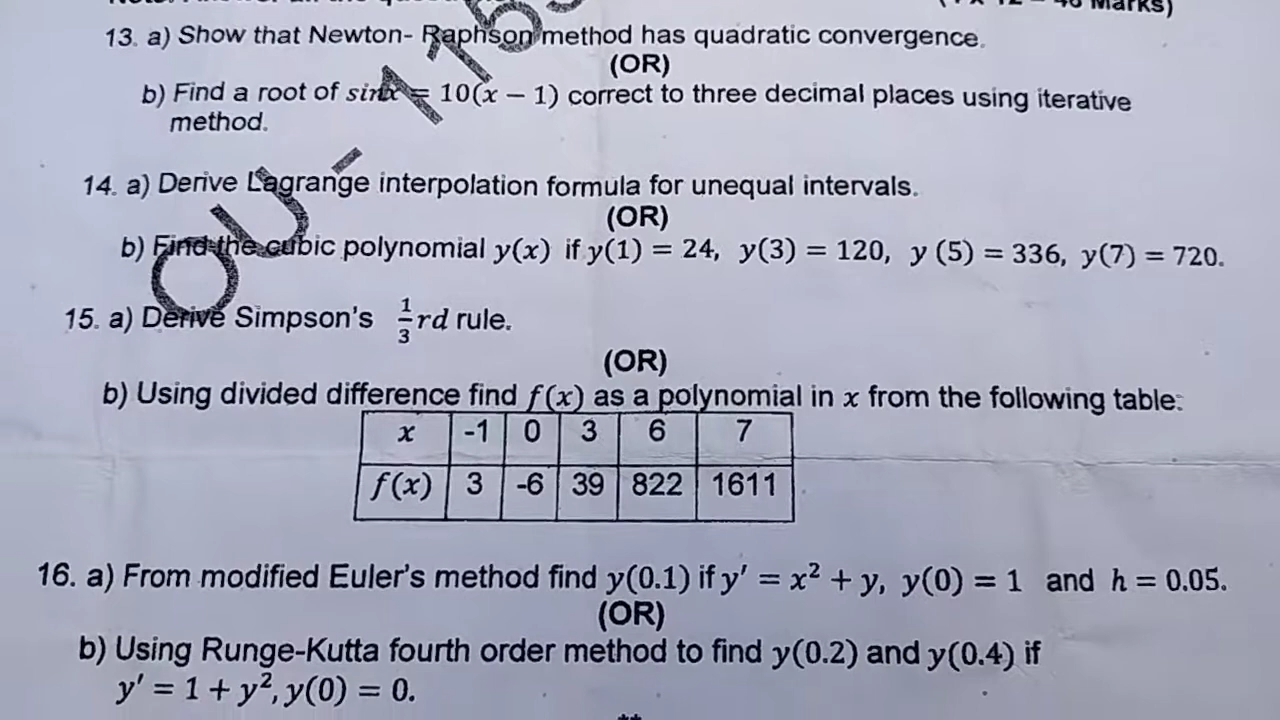 Marks)
13. a) Show that Newton- Raphson method has quadratic convergence.
(OR)
b) Find a root of sinx = 10(x − 1) correct to three decimal places using iterative
method.
14. a) Derive Lagrange interpolation formula for unequal intervals.
(OR)
b) Find the cubic polynomial y(x) if y(1) = 24, y(3) = 120, y (5) = 336, y(7) = 720.
15. a) Derive Simpson's 1/3 rd rule.
(OR)
b) Using divided difference find f(x) as a polynomial in x from the following table:
x -1 0 3 6 7
f(x) 3 -6 39 822 1611
16. a) From modified Euler's method find y(0.1) if y′ = x² + y, y(0) = 1 and h = 0.05.
(OR)
b) Using Runge-Kutta fourth order method to find y(0.2) and y(0.4) if
y′ = 1 + y², y(0) = 0.
**
OU - 115